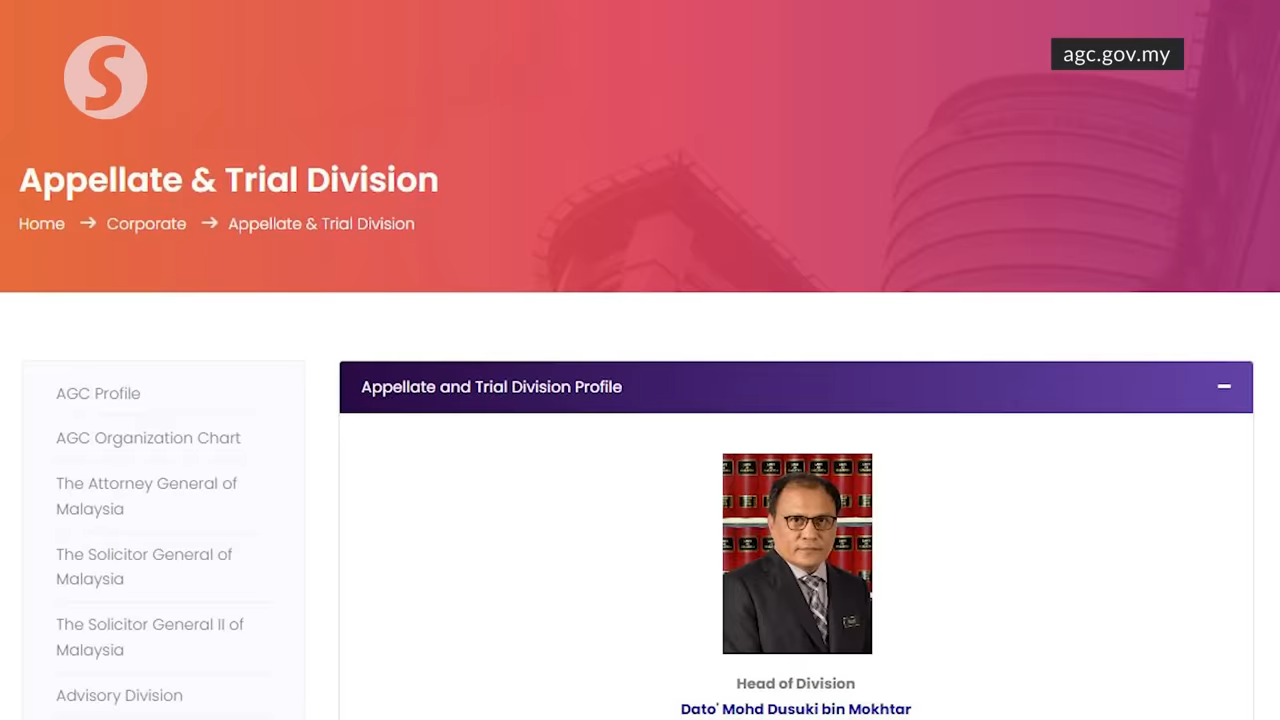 S
agc.gov.my
Appellate & Trial Division
Home → Corporate → Appellate & Trial Division
AGC Profile
AGC Organization Chart
The Attorney General of
Malaysia
The Solicitor General of
Malaysia
The Solicitor General II of
Malaysia
Advisory Division
Appellate and Trial Division Profile
Head of Division
Dato' Mohd Dusuki bin Mokhtar